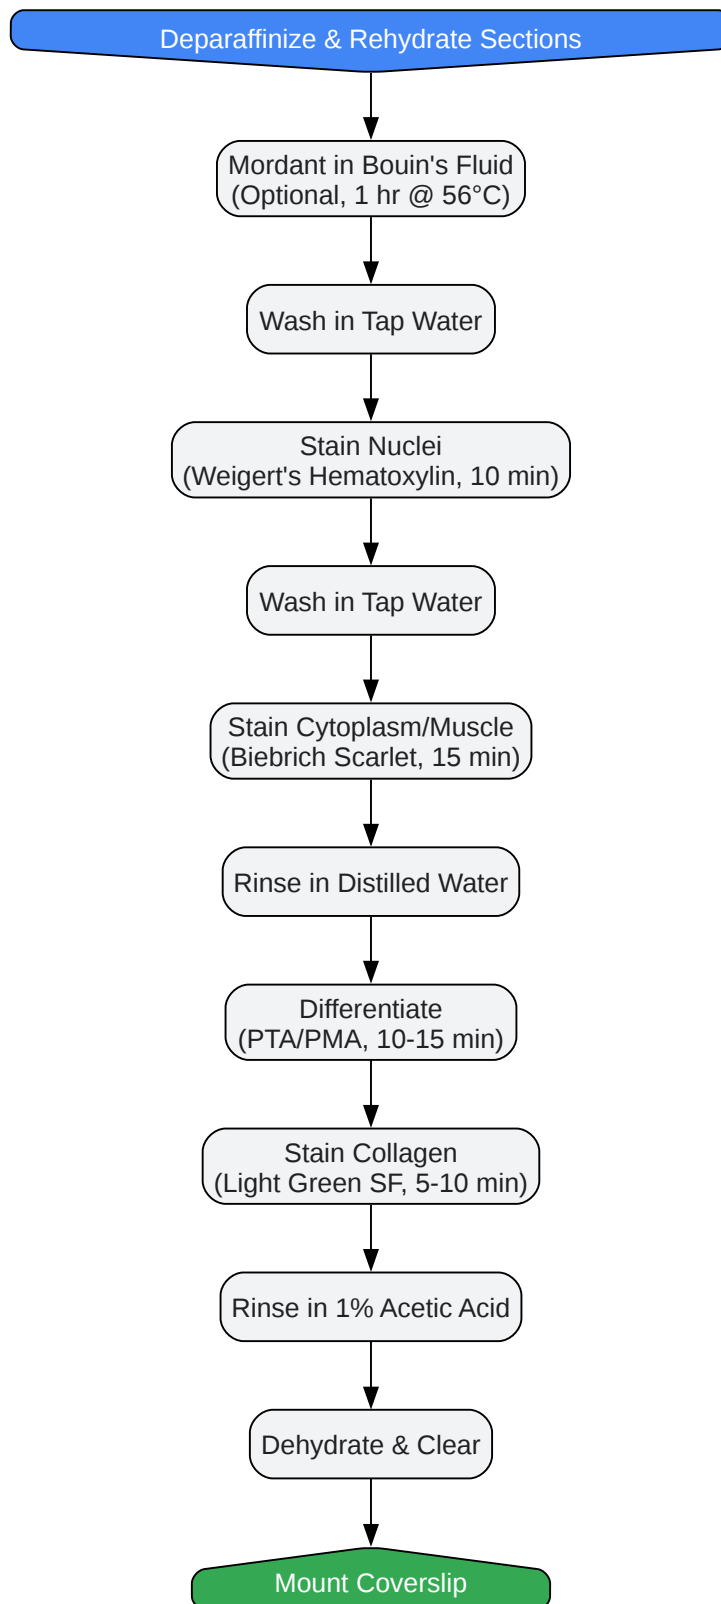 Deparaffinize & Rehydrate Sections
Mordant in Bouin's Fluid
(Optional, 1 hr @ 56°C)
Wash in Tap Water
Stain Nuclei
(Weigert's Hematoxylin, 10 min)
Wash in Tap Water
Stain Cytoplasm/Muscle
(Biebrich Scarlet, 15 min)
Rinse in Distilled Water
Differentiate
(PTA/PMA, 10-15 min)
Stain Collagen
(Light Green SF, 5-10 min)
Rinse in 1% Acetic Acid
Dehydrate & Clear
Mount Coverslip